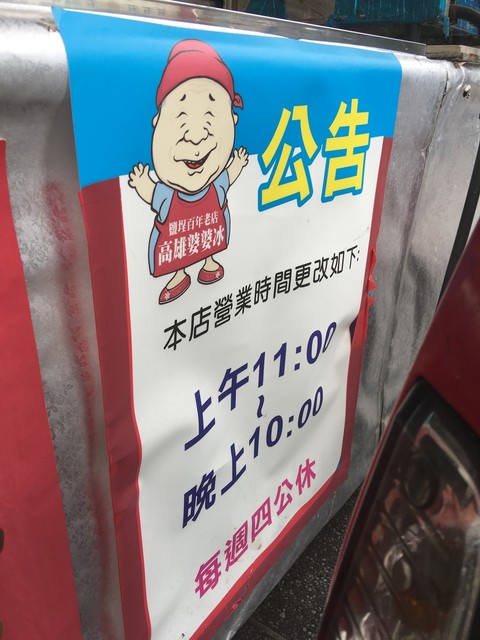 公告
鹽埕百年老店
高雄婆婆冰
本店營業時間更改如下:
上午11:00
~
晚上10:00
每週四公休